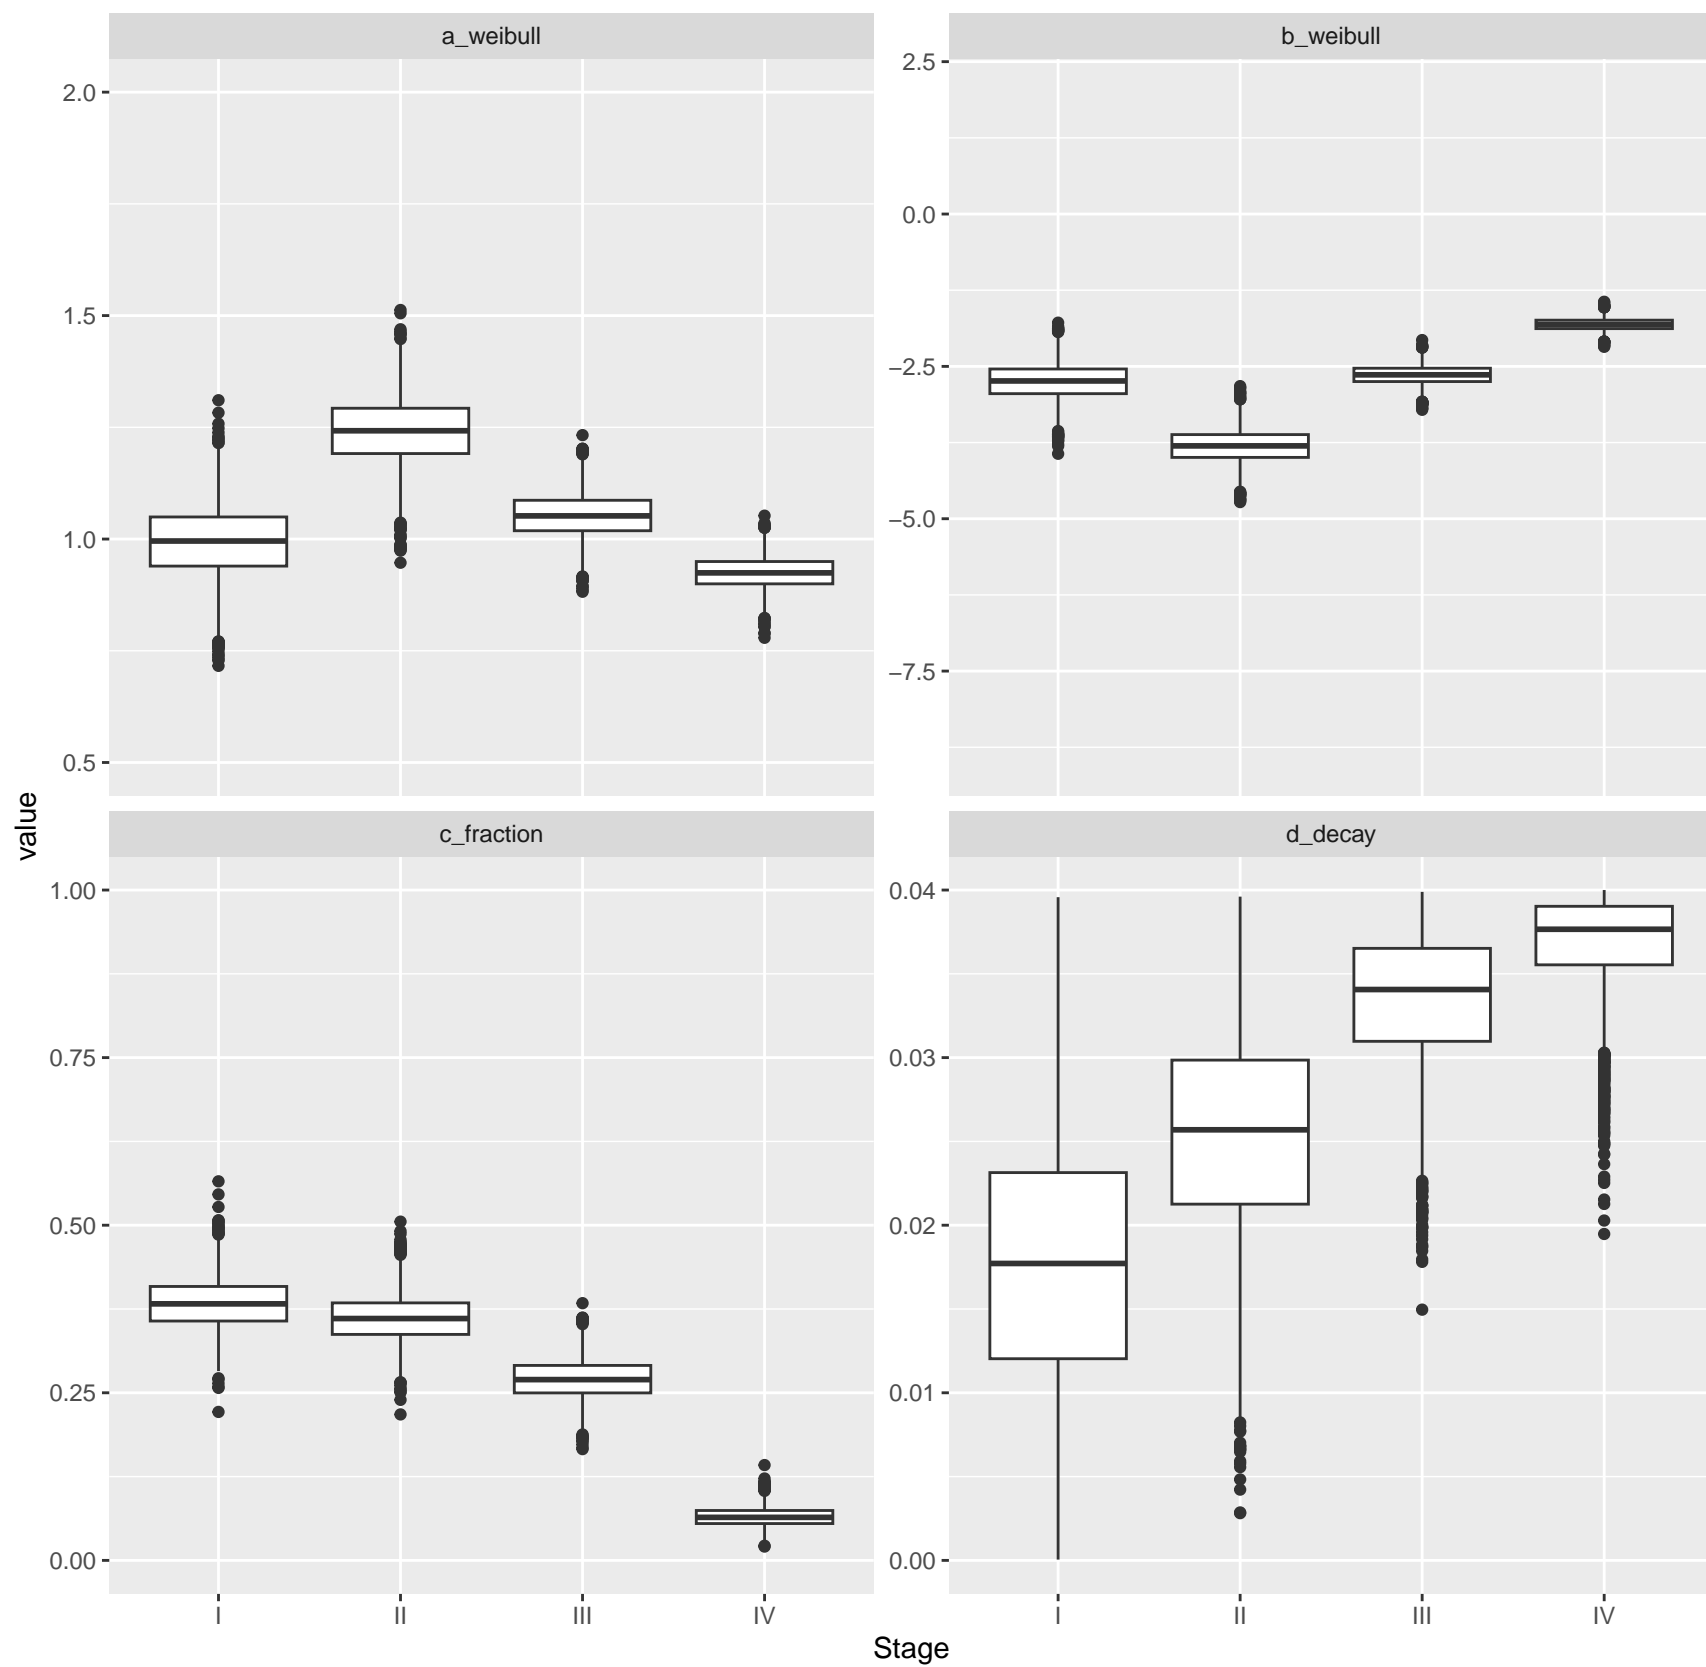 a_weibull
b_weibull
2.0
1.5
1.0
0.5
2.5
0.0
−2.5
−5.0
−7.5
value
c_fraction
d_decay
1.00
0.75
0.50
0.25
0.00
0.04
0.03
0.02
0.01
0.00
I II III IV
I II III IV
Stage